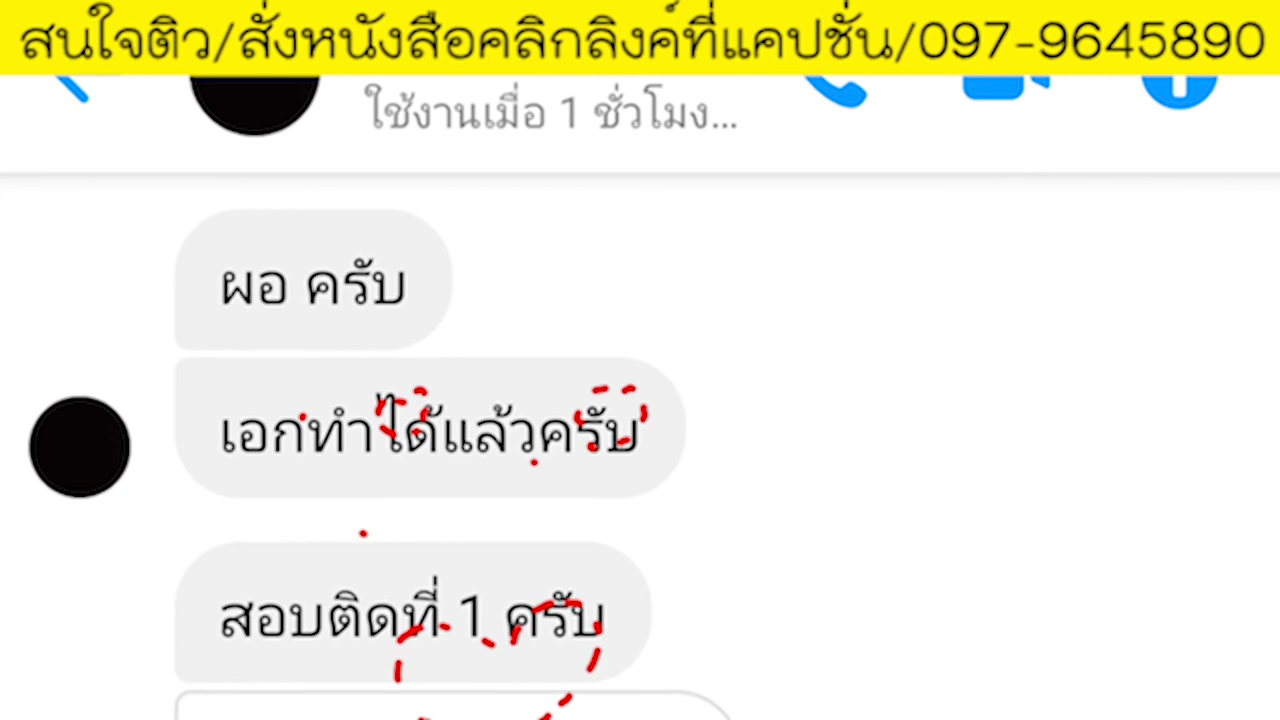 สนใจติว/สั่งหนังสือคลิกลิงค์ที่แคปชั่น/097-9645890
ใช้งานเมื่อ 1 ชั่วโมง...
ผอ ครับ
เอกทำได้แล้วครับ
สอบติดที่ 1 ครับ